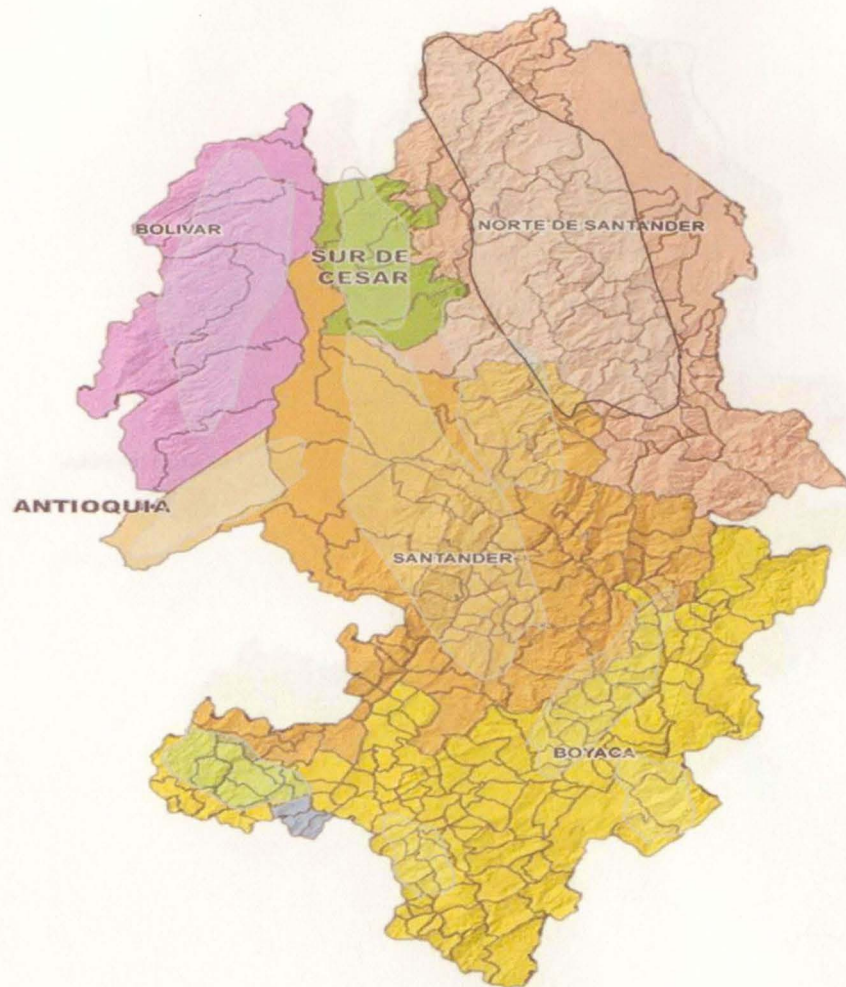 BOLIVAR
NORTE DE SANTANDER
SUR DE
CESAR
ANTIOQUIA
SANTANDER
BOYACA